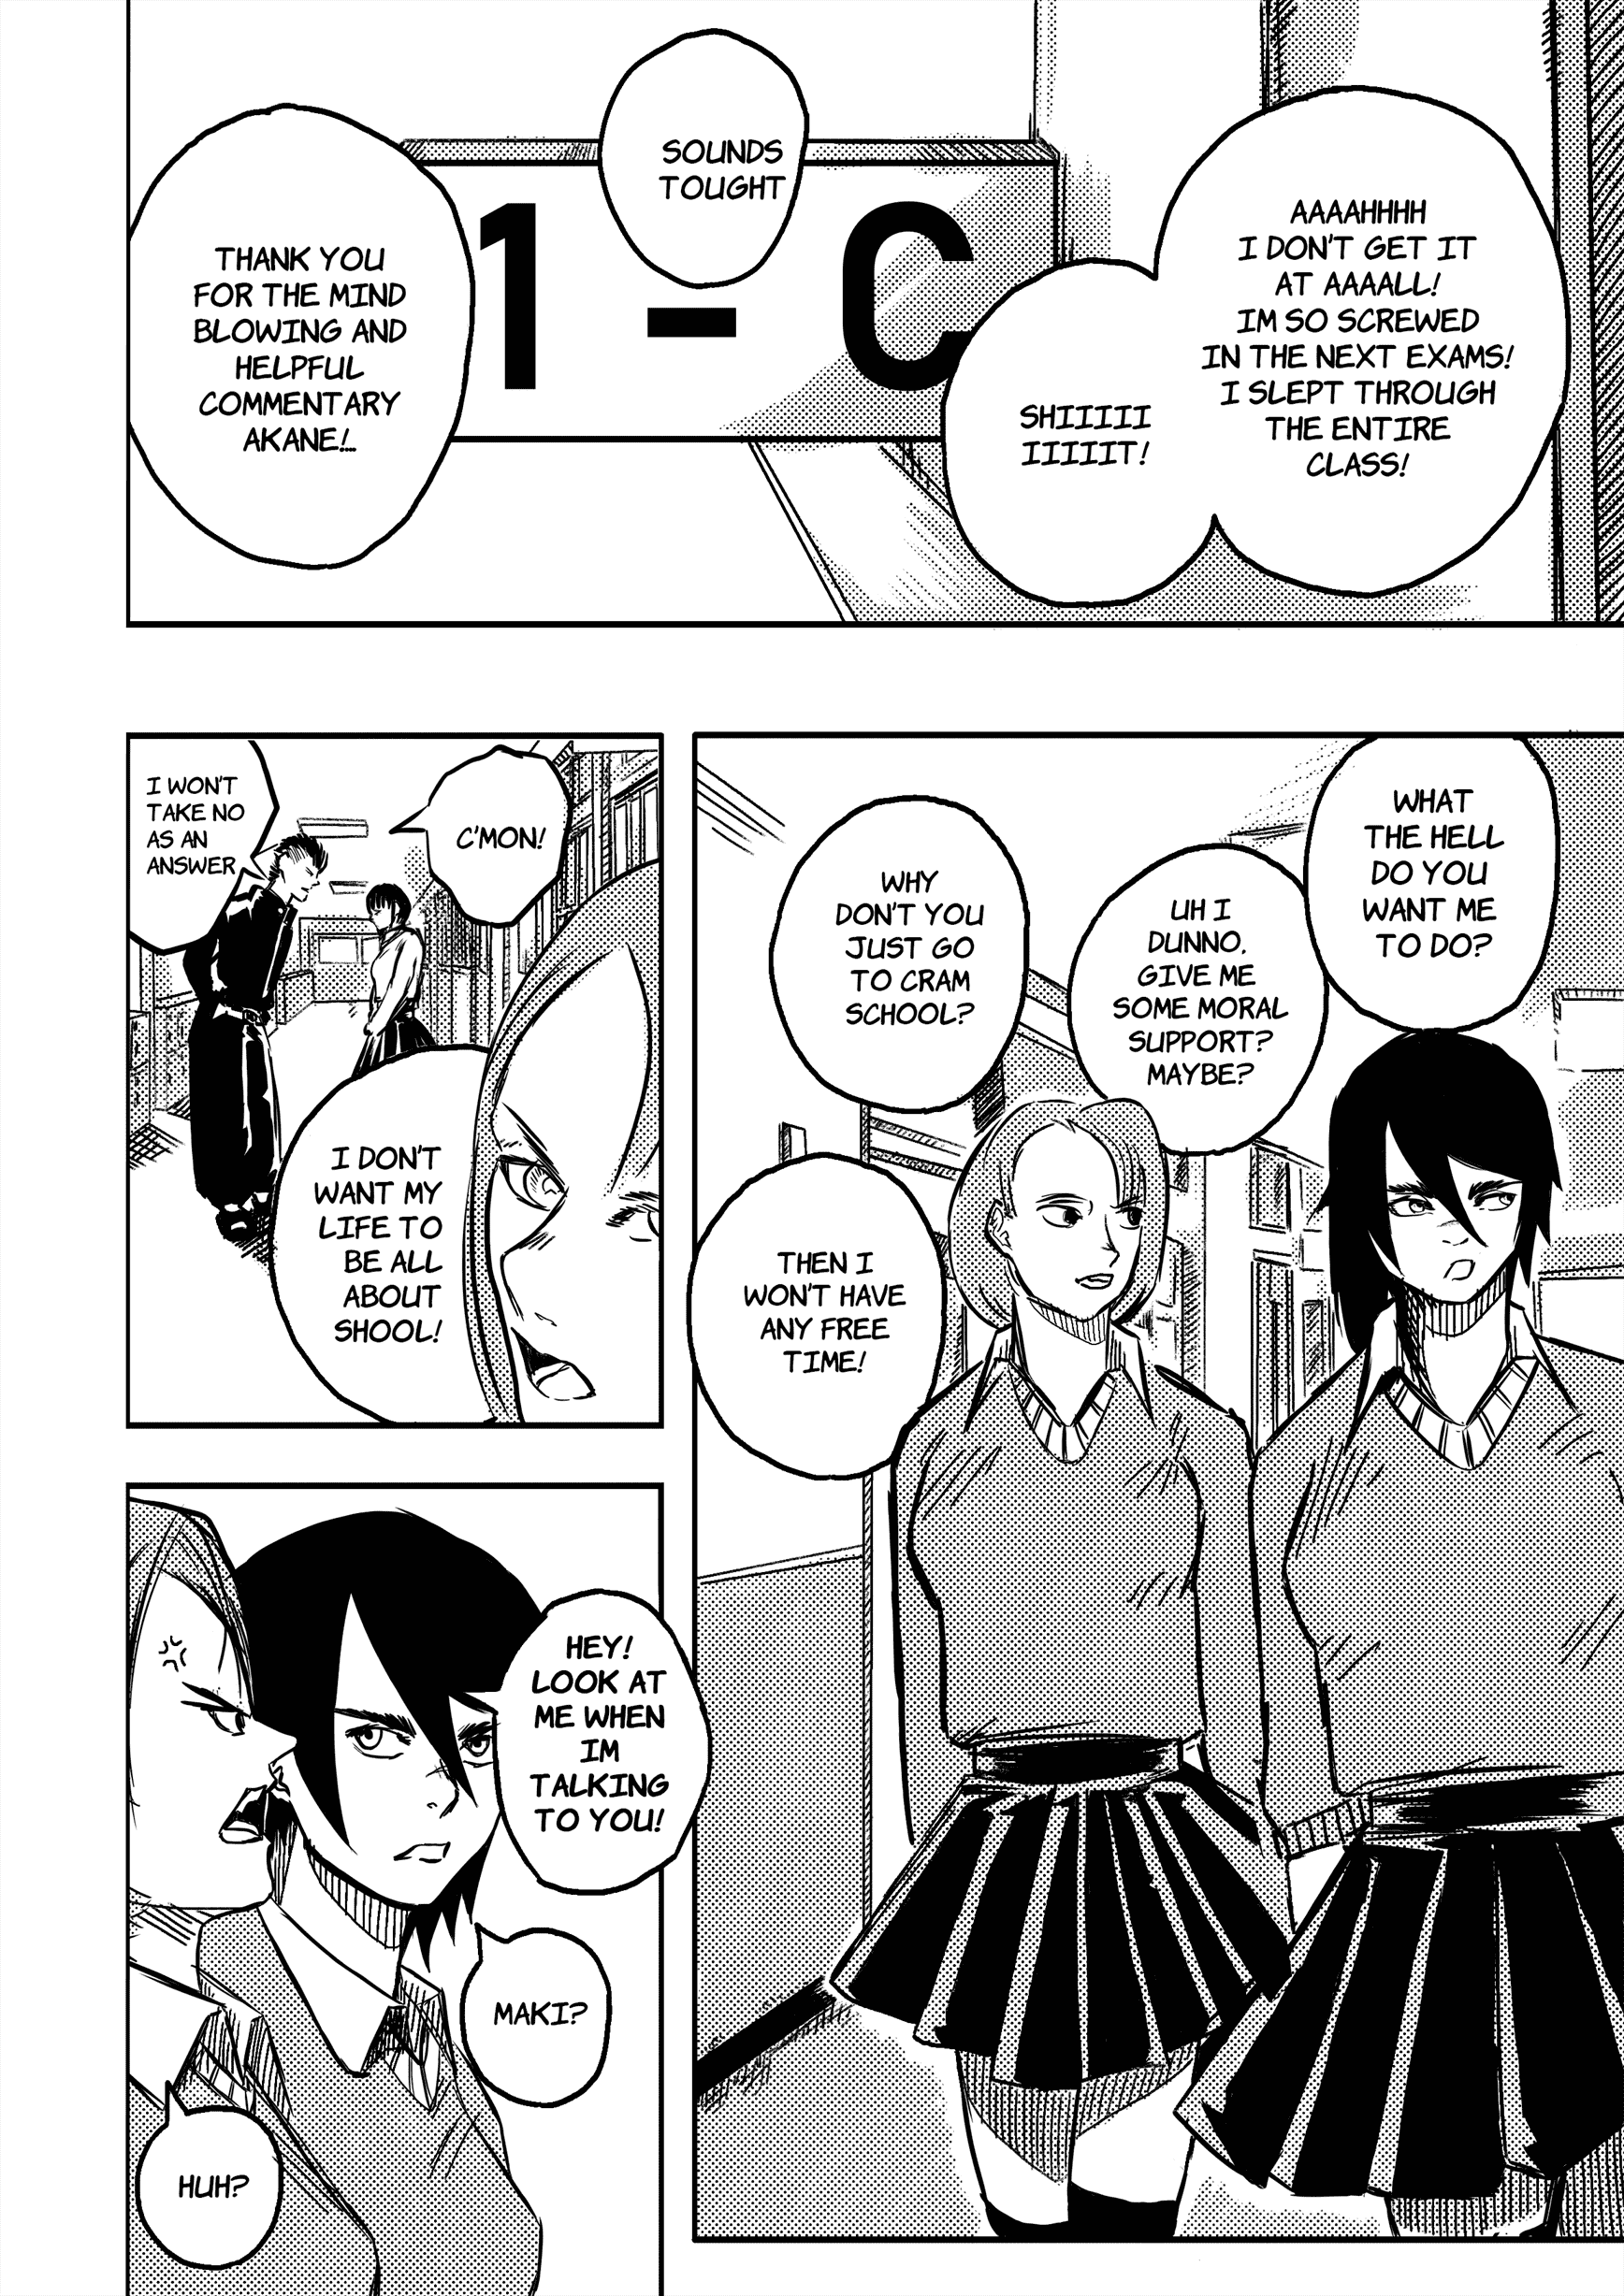 AAAAHHHH
I DON'T GET IT
AT AAAALL!
IM SO SCREWED
IN THE NEXT EXAMS!
I SLEPT THROUGH
THE ENTIRE
CLASS!
SHIIIII
IIIIIT!
SOUNDS
TOUGHT
1 - C
THANK YOU
FOR THE MIND
BLOWING AND
HELPFUL
COMMENTARY
AKANE!...
WHAT
THE HELL
DO YOU
WANT ME
TO DO?
UH I
DUNNO.
GIVE ME
SOME MORAL
SUPPORT?
MAYBE?
WHY
DON'T YOU
JUST GO
TO CRAM
SCHOOL?
THEN I
WON'T HAVE
ANY FREE
TIME!
C'MON!
I WON'T
TAKE NO
AS AN
ANSWER
I DON'T
WANT MY
LIFE TO
BE ALL
ABOUT
SHOOL!
HEY!
LOOK AT
ME WHEN
IM
TALKING
TO YOU!
MAKI?
HUH?